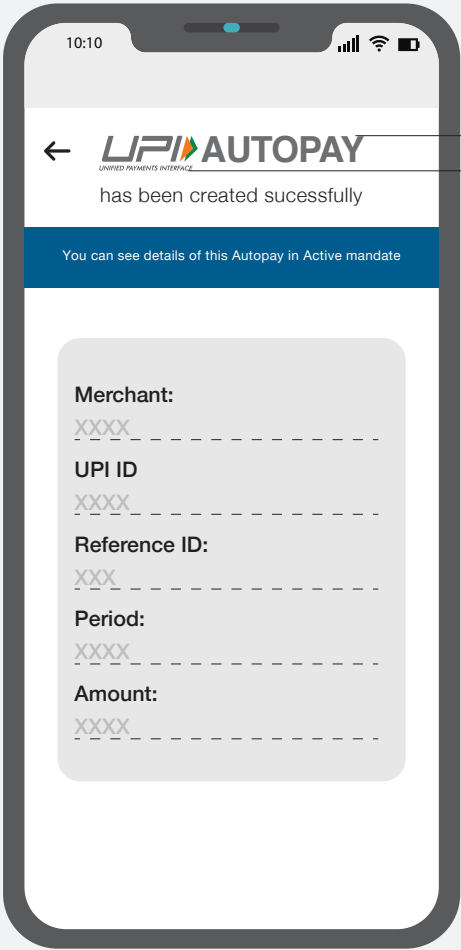 10:10
UPI AUTOPAY
UNIFIED PAYMENTS INTERFACE
has been created sucessfully
You can see details of this Autopay in Active mandate
Merchant:
XXXX
UPI ID
XXXX
Reference ID:
XXX
Period:
XXXX
Amount:
XXXX